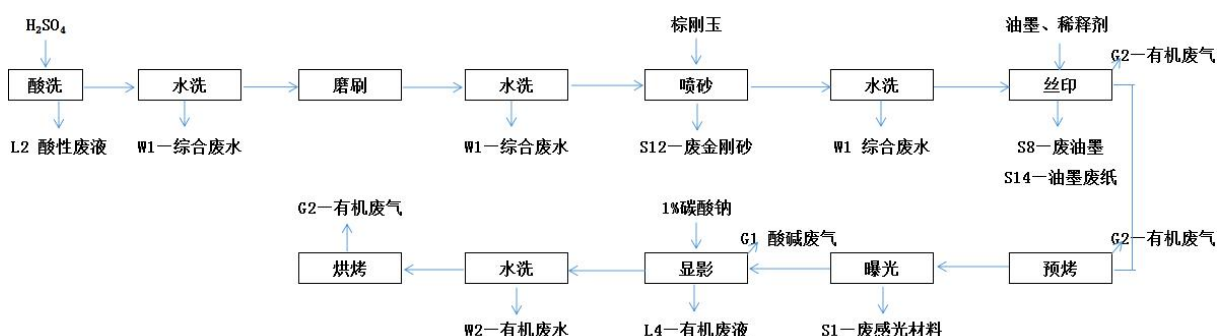 H₂SO₄
棕刚玉
油墨、稀释剂
G2—有机废气
酸洗
水洗
磨刷
水洗
喷砂
水洗
丝印
L2 酸性废液
W1—综合废水
W1—综合废水
S12—废金刚砂
W1 综合废水
S8—废油墨
S14—油墨废纸
G2—有机废气
1%碳酸钠
G1 酸碱废气
G2—有机废气
烘烤
水洗
显影
曝光
预烤
W2—有机废水
L4—有机废液
S1—废感光材料